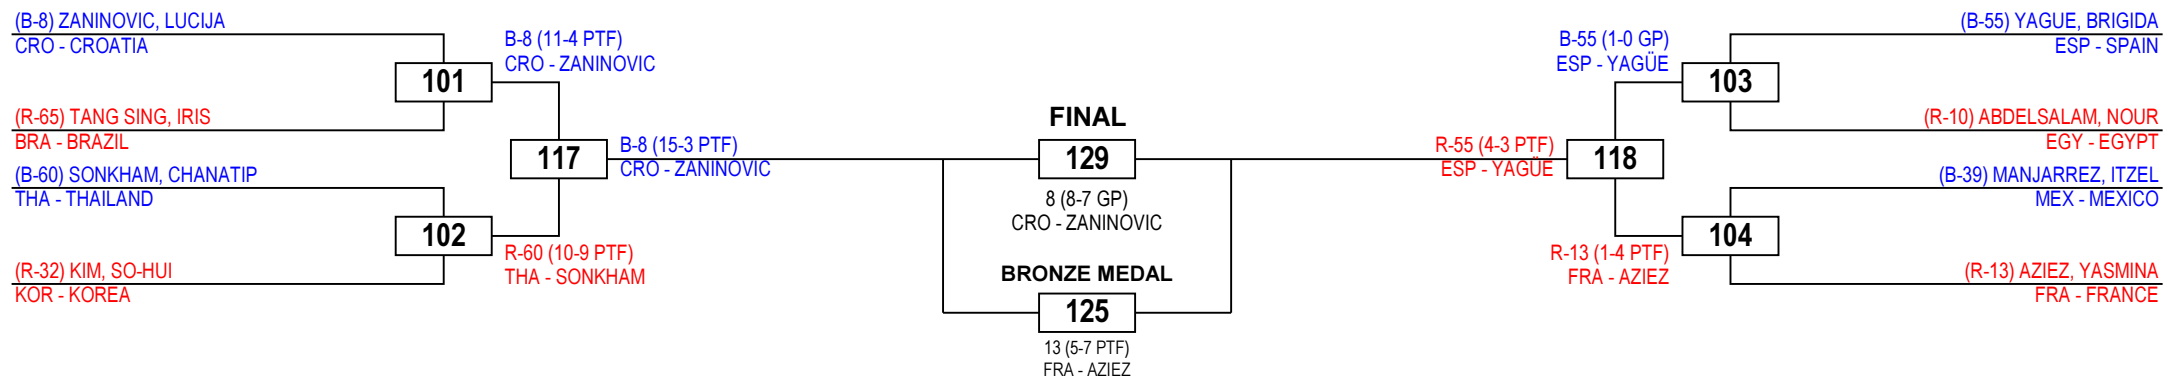 (B-8) ZANINOVIC, LUCIJA
CRO - CROATIA
(R-65) TANG SING, IRIS
BRA - BRAZIL
(B-60) SONKHAM, CHANATIP
THA - THAILAND
(R-32) KIM, SO-HUI
KOR - KOREA
101
102
B-8 (11-4 PTF)
CRO - ZANINOVIC
117
R-60 (10-9 PTF)
THA - SONKHAM
B-8 (15-3 PTF)
CRO - ZANINOVIC
FINAL
129
8 (8-7 GP)
CRO - ZANINOVIC
BRONZE MEDAL
125
13 (5-7 PTF)
FRA - AZIEZ
R-55 (4-3 PTF)
ESP - YAGÜE
B-55 (1-0 GP)
ESP - YAGÜE
118
R-13 (1-4 PTF)
FRA - AZIEZ
103
104
(B-55) YAGUE, BRIGIDA
ESP - SPAIN
(R-10) ABDELSALAM, NOUR
EGY - EGYPT
(B-39) MANJARREZ, ITZEL
MEX - MEXICO
(R-13) AZIEZ, YASMINA
FRA - FRANCE